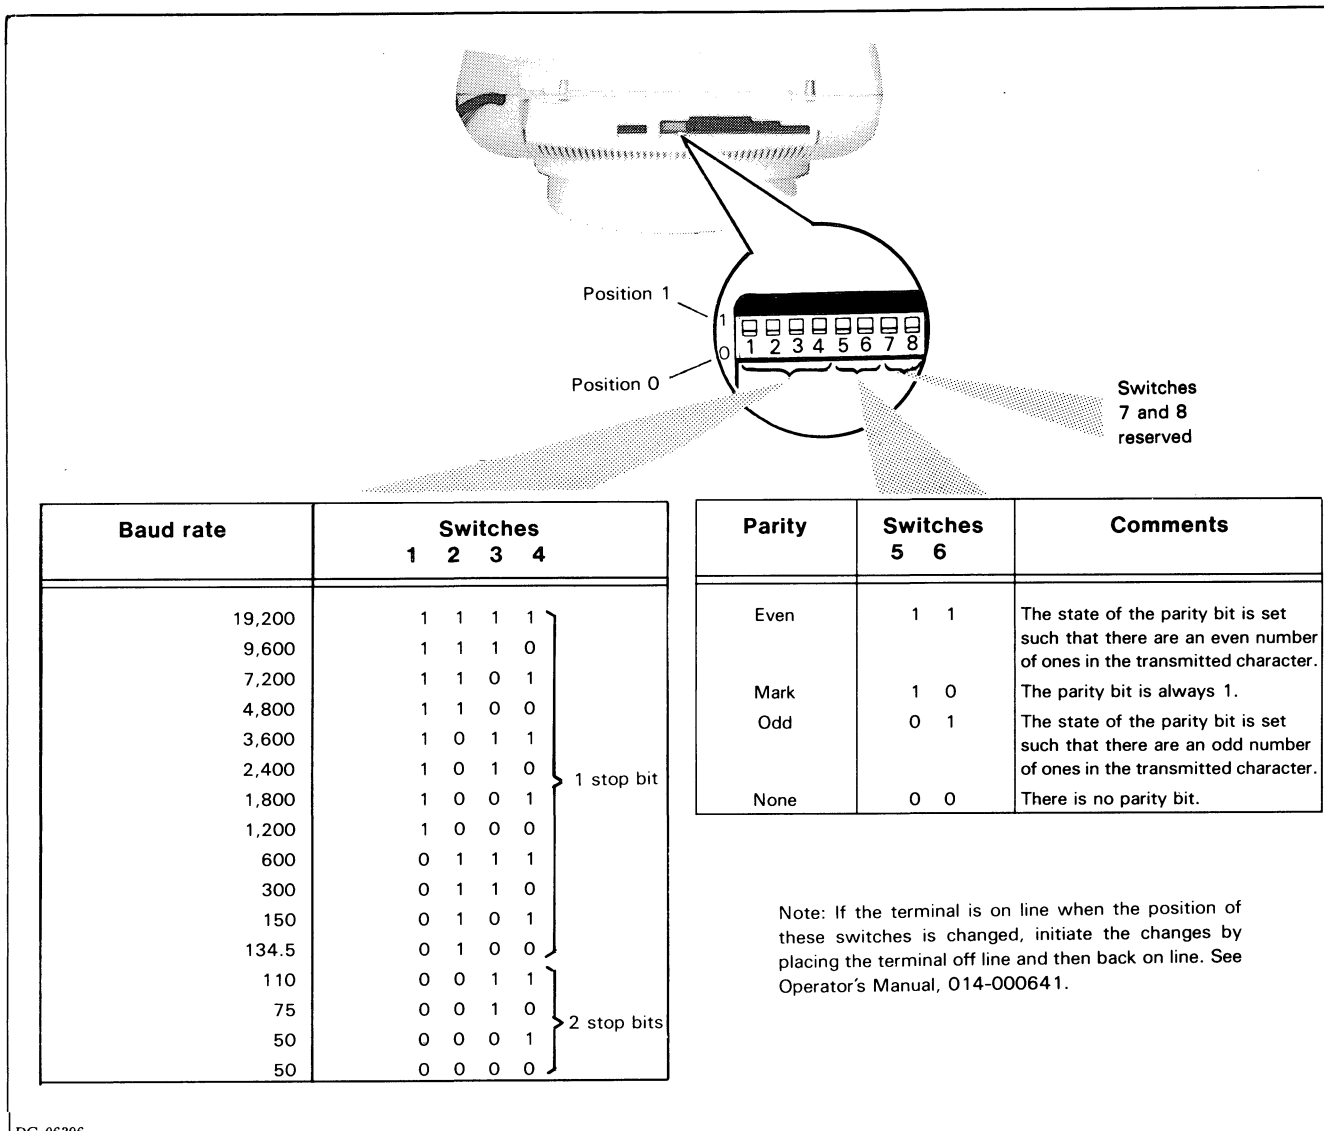 Position 1
1
0
1 2 3 4 5 6 7 8
Position 0
Switches
7 and 8
reserved
Baud rate Switches
1 2 3 4
19,200 1 1 1 1
9,600 1 1 1 0
7,200 1 1 0 1
4,800 1 1 0 0
3,600 1 0 1 1
2,400 1 0 1 0
1 stop bit
1,800 1 0 0 1
1,200 1 0 0 0
600 0 1 1 1
300 0 1 1 0
150 0 1 0 1
134.5 0 1 0 0
110 0 0 1 1
75 0 0 1 0
2 stop bits
50 0 0 0 1
50 0 0 0 0
Parity Switches Comments
5 6
Even 1 1 The state of the parity bit is set
such that there are an even number
of ones in the transmitted character.
Mark 1 0 The parity bit is always 1.
Odd 0 1 The state of the parity bit is set
such that there are an odd number
of ones in the transmitted character.
None 0 0 There is no parity bit.
Note: If the terminal is on line when the position of
these switches is changed, initiate the changes by
placing the terminal off line and then back on line. See
Operator's Manual, 014-000641.